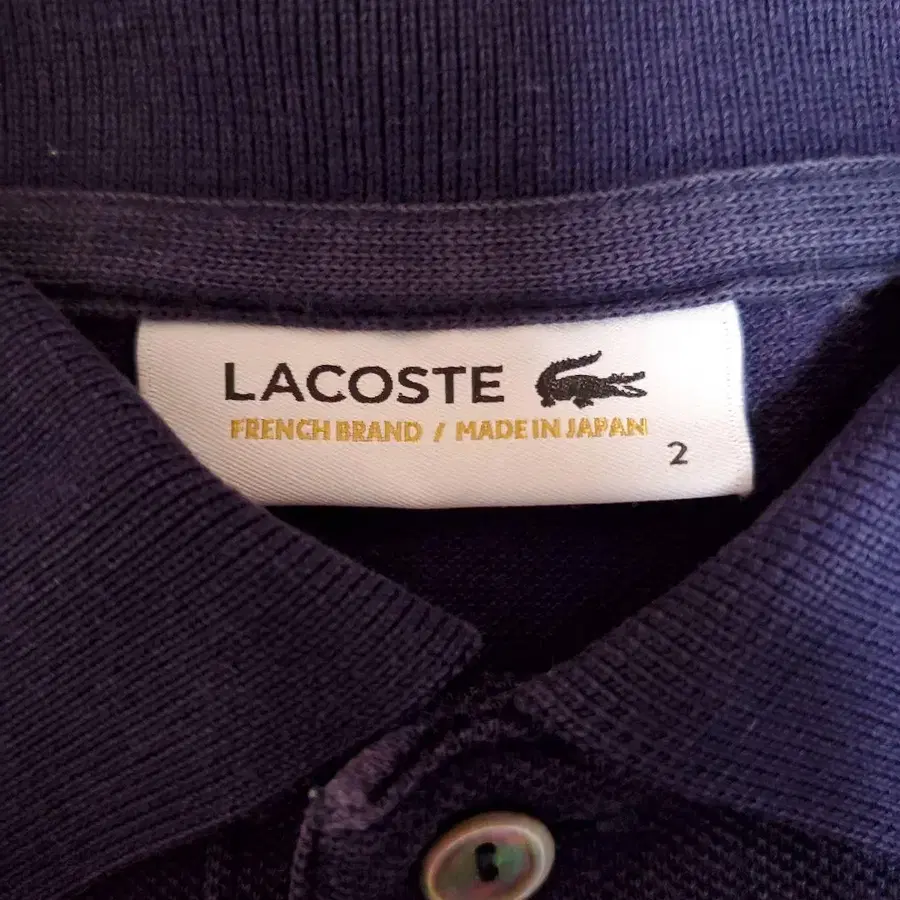 LACOSTE
FRENCH BRAND / MADE IN JAPAN
2